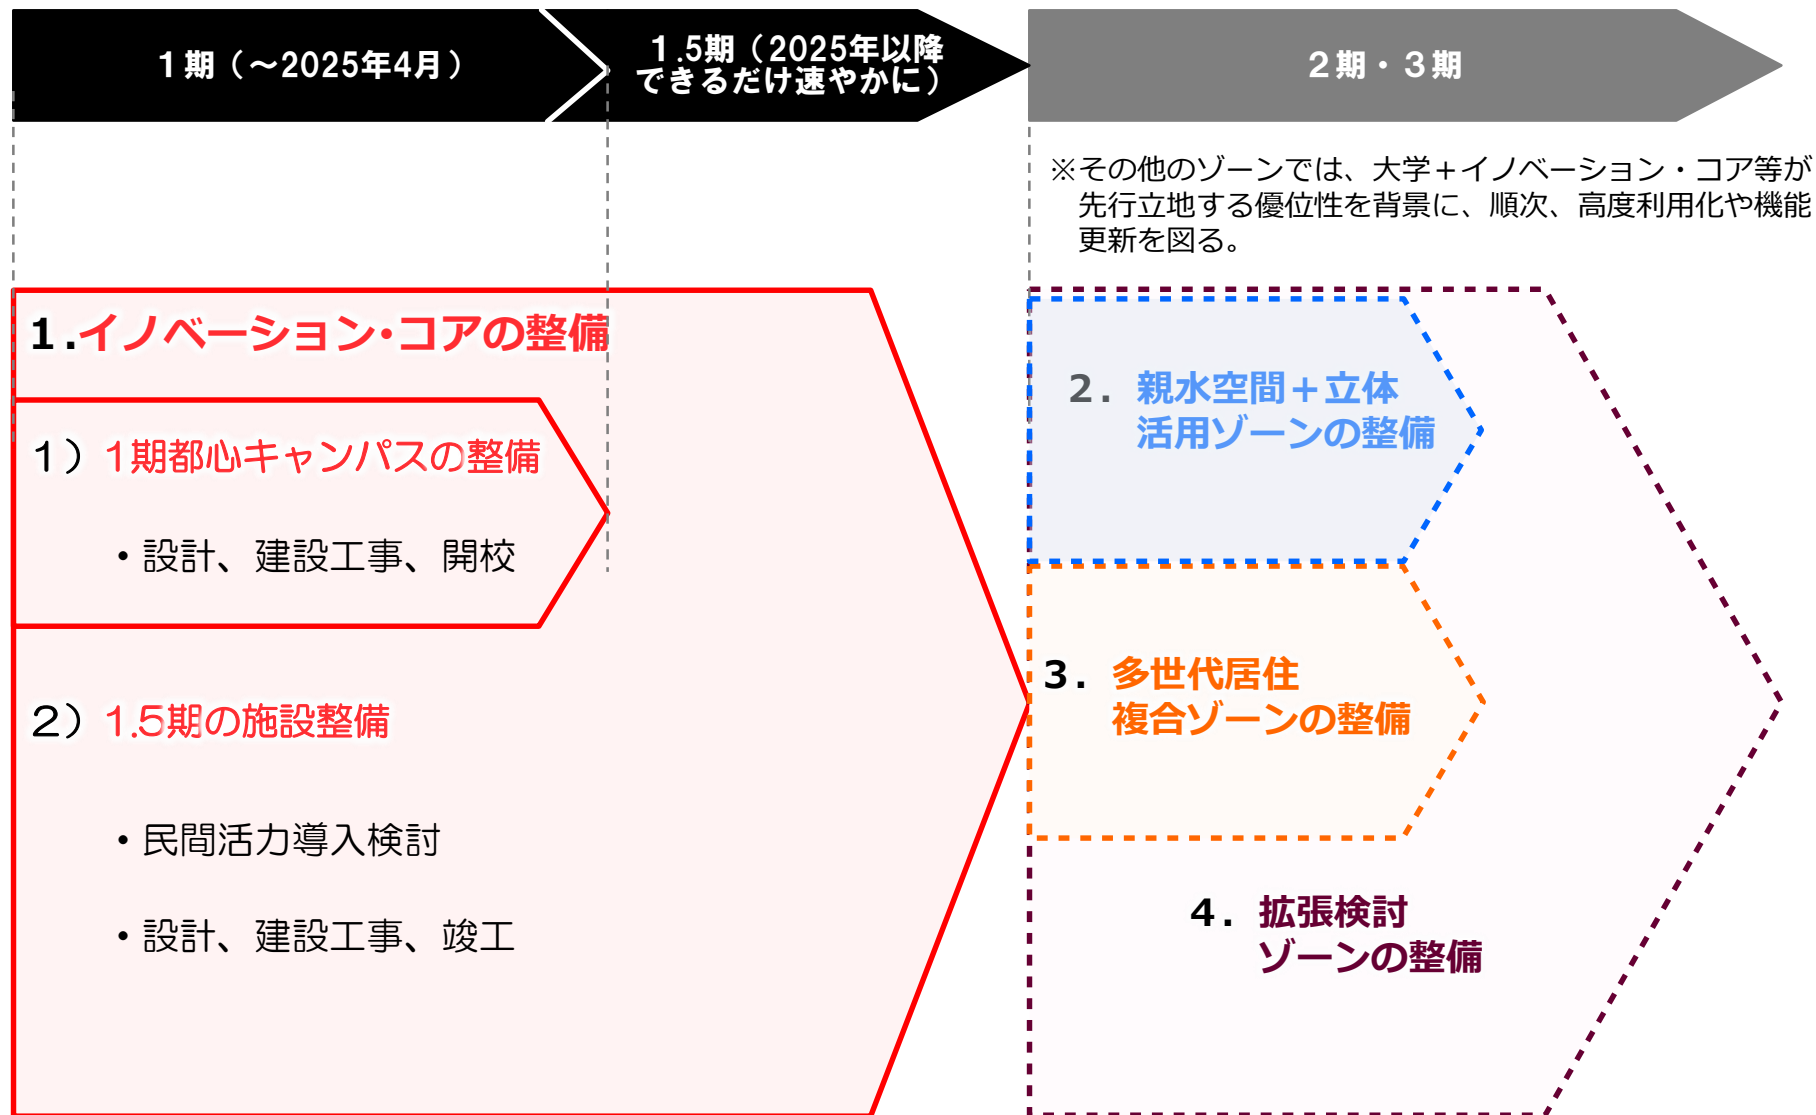 １期（～2025年4月）
１.5期（2025年以降
できるだけ速やかに）
２期・３期
※その他のゾーンでは、大学＋イノベーション・コア等が
先行立地する優位性を背景に、順次、高度利用化や機能
更新を図る。
１.イノベーション・コアの整備
１）１期都心キャンパスの整備
・設計、建設工事、開校
２）１.5期の施設整備
・民間活力導入検討
・設計、建設工事、竣工
２．親水空間＋立体
活用ゾーンの整備
３．多世代居住
複合ゾーンの整備
４．拡張検討
ゾーンの整備